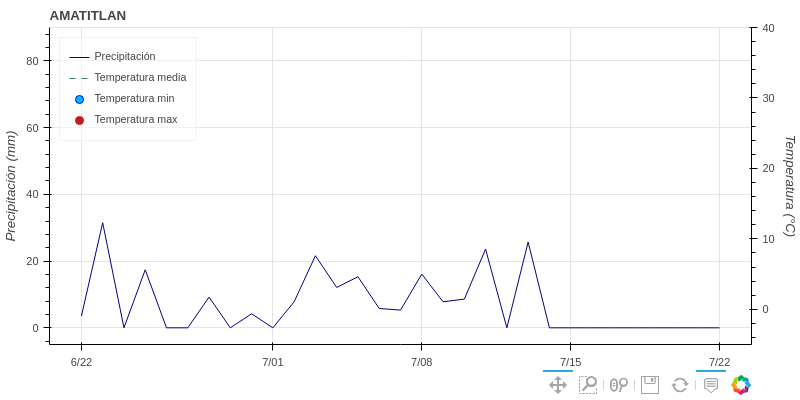 AMATITLAN
Precipitación
Temperatura media
Temperatura min
Temperatura max
Precipitación (mm)
80
60
40
20
0
40
30
20
10
0
Temperatura (°C)
6/22
7/01
7/08
7/15
7/22